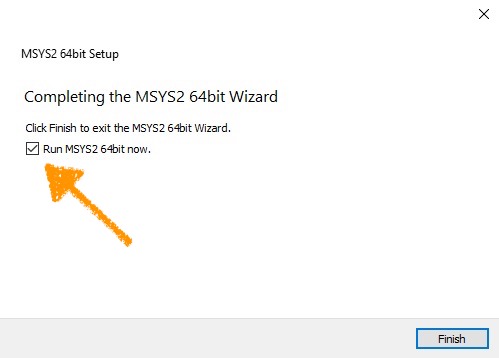 MSYS2 64bit Setup
Completing the MSYS2 64bit Wizard
Click Finish to exit the MSYS2 64bit Wizard.
Run MSYS2 64bit now.
Finish